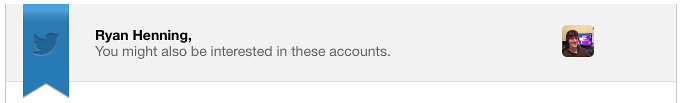 Ryan Henning,
You might also be interested in these accounts.